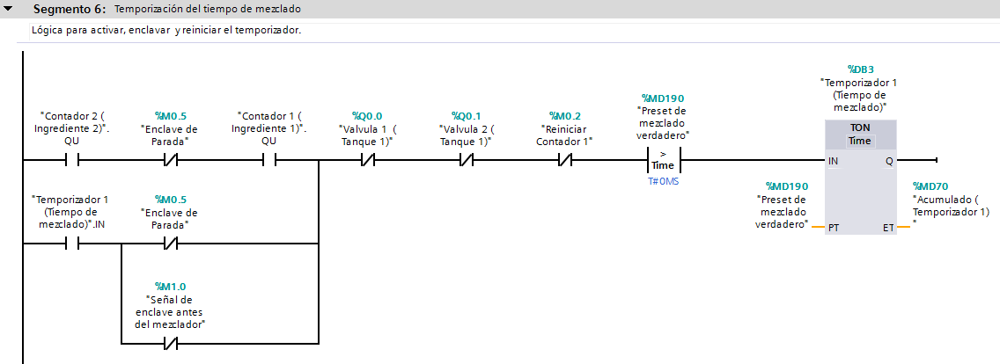 Segmento 6: Temporización del tiempo de mezclado
Lógica para activar, enclavar y reiniciar el temporizador.
"Contador 2 (
Ingrediente 2)".
QU
%M0.5
"Enclave de
Parada"
"Contador 1 (
Ingrediente 1)".
QU
%Q0.0
"Valvula 1 (
Tanque 1)"
%Q0.1
"Valvula 2 (
Tanque 1)"
%M0.2
"Reiniciar
Contador 1"
%MD190
"Preset de
mezclado
verdadero"
>
Time
T#0MS
%DB3
"Temporizador 1
(Tiempo de
mezclado)"
TON
Time
IN
Q
%MD190
"Preset de
mezclado
verdadero"
PT
ET
%MD70
"Acumulado (
Temporizador 1)
"
"Temporizador 1
(Tiempo de
mezclado)".IN
%M0.5
"Enclave de
Parada"
%M1.0
"Señal de
enclave antes
del mezclador"